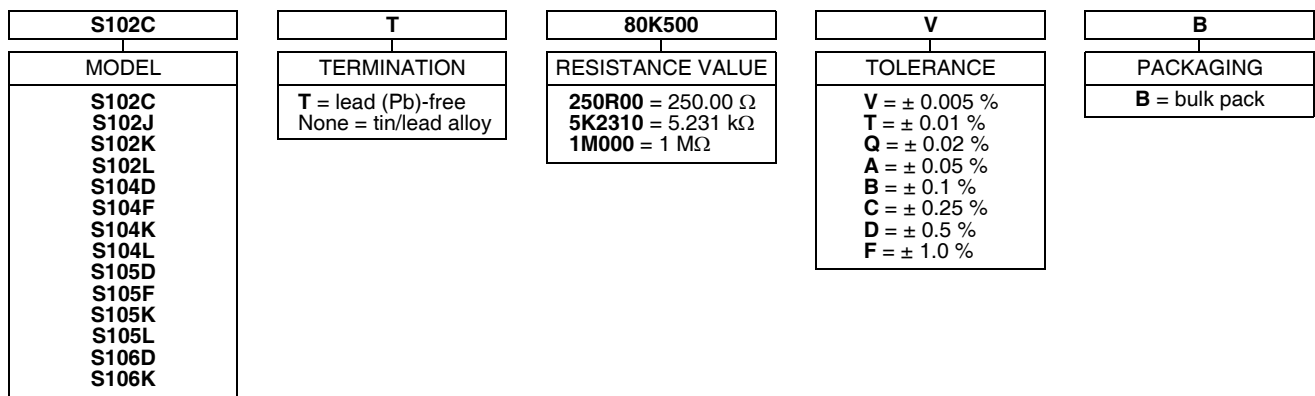 S102C
T
80K500
V
B
MODEL
TERMINATION
RESISTANCE VALUE
TOLERANCE
PACKAGING
S102C
S102J
S102K
S102L
S104D
S104F
S104K
S104L
S105D
S105F
S105K
S105L
S106D
S106K
T = lead (Pb)-free
None = tin/lead alloy
250R00 = 250.00 Ω
5K2310 = 5.231 kΩ
1M000 = 1 MΩ
V = ± 0.005 %
T = ± 0.01 %
Q = ± 0.02 %
A = ± 0.05 %
B = ± 0.1 %
C = ± 0.25 %
D = ± 0.5 %
F = ± 1.0 %
B = bulk pack